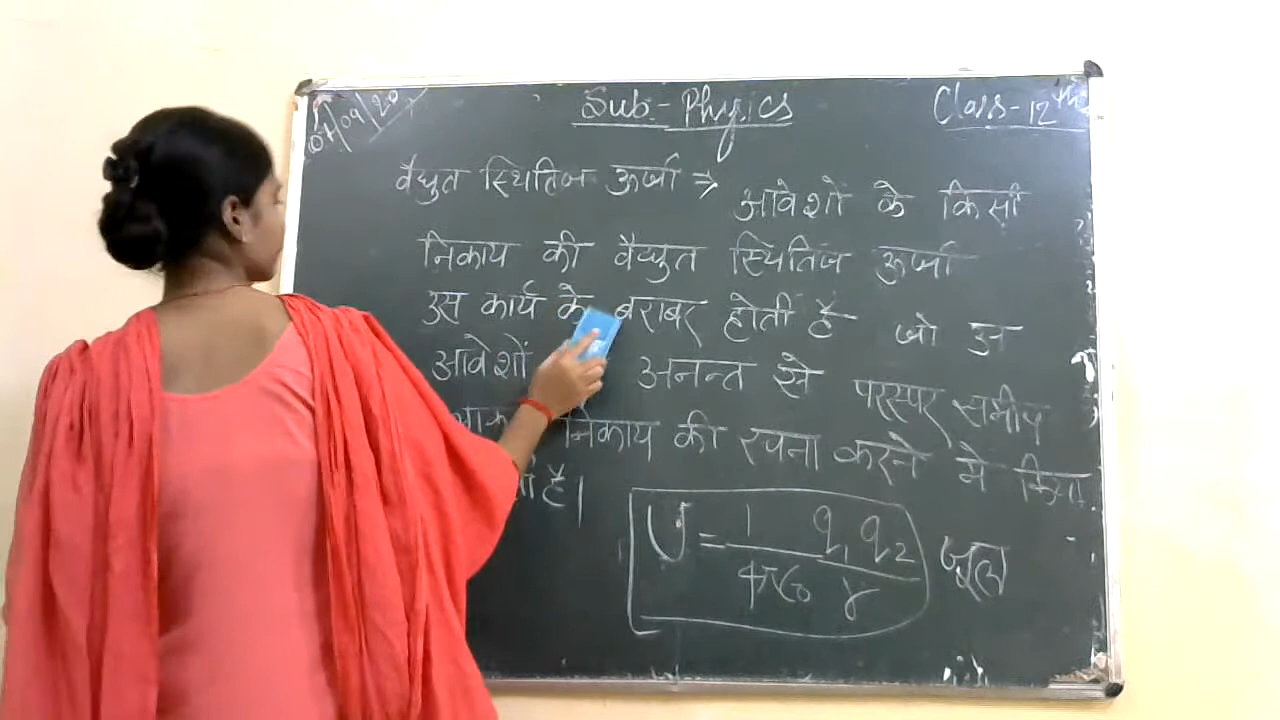 07/09/20
Sub - Physics
Class - 12th
वैद्युत स्थितिज ऊर्जा ⇒ आवेशों के किसी
निकाय की वैद्युत स्थितिज ऊर्जा
उस कार्य के बराबर होती है जो उन
आवेशों अनन्त से परस्पर समीप
निकाय की रचना करने में किया
है।
U = 1/4πε₀ q₁q₂/r जूल